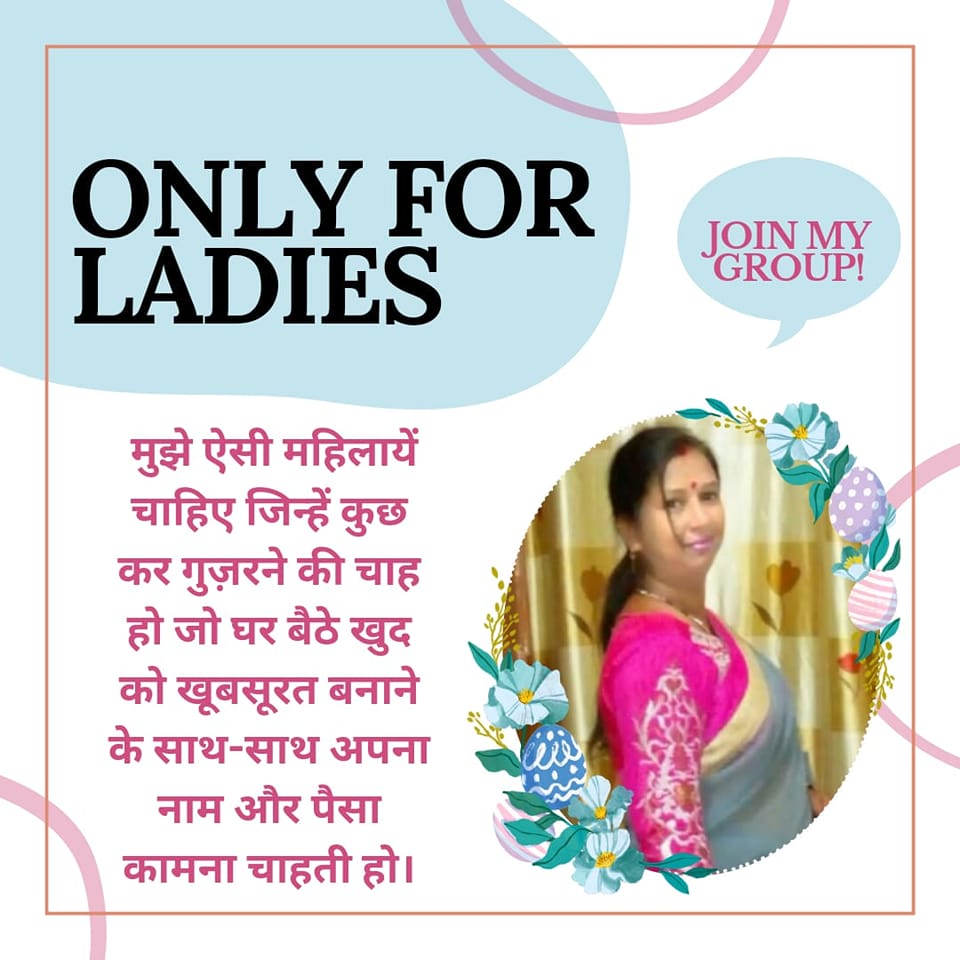 ONLY FOR
LADIES
JOIN MY
GROUP!
मुझे ऐसी महिलायें
चाहिए जिन्हें कुछ
कर गुज़रने की चाह
हो जो घर बैठे खुद
को खूबसूरत बनाने
के साथ-साथ अपना
नाम और पैसा
कामना चाहती हो।